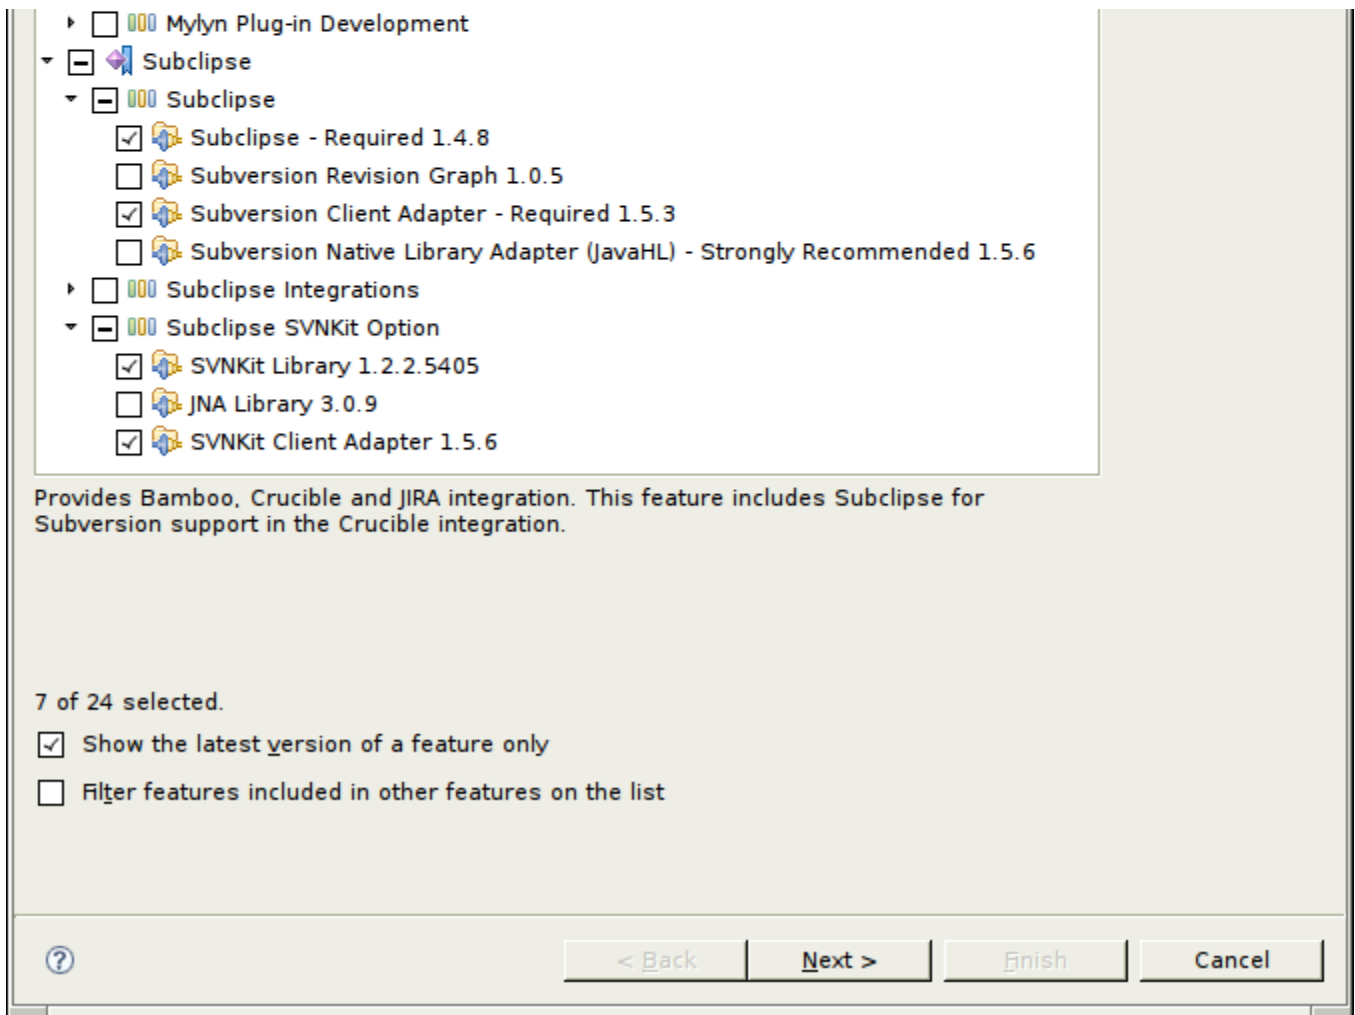 Mylyn Plug-in Development
Subclipse
Subclipse
Subclipse - Required 1.4.8
Subversion Revision Graph 1.0.5
Subversion Client Adapter - Required 1.5.3
Subversion Native Library Adapter (JavaHL) - Strongly Recommended 1.5.6
Subclipse Integrations
Subclipse SVNKit Option
SVNKit Library 1.2.2.5405
JNA Library 3.0.9
SVNKit Client Adapter 1.5.6
Provides Bamboo, Crucible and JIRA integration. This feature includes Subclipse for
Subversion support in the Crucible integration.
7 of 24 selected.
Show the latest version of a feature only
Filter features included in other features on the list
? < Back Next > Finish Cancel